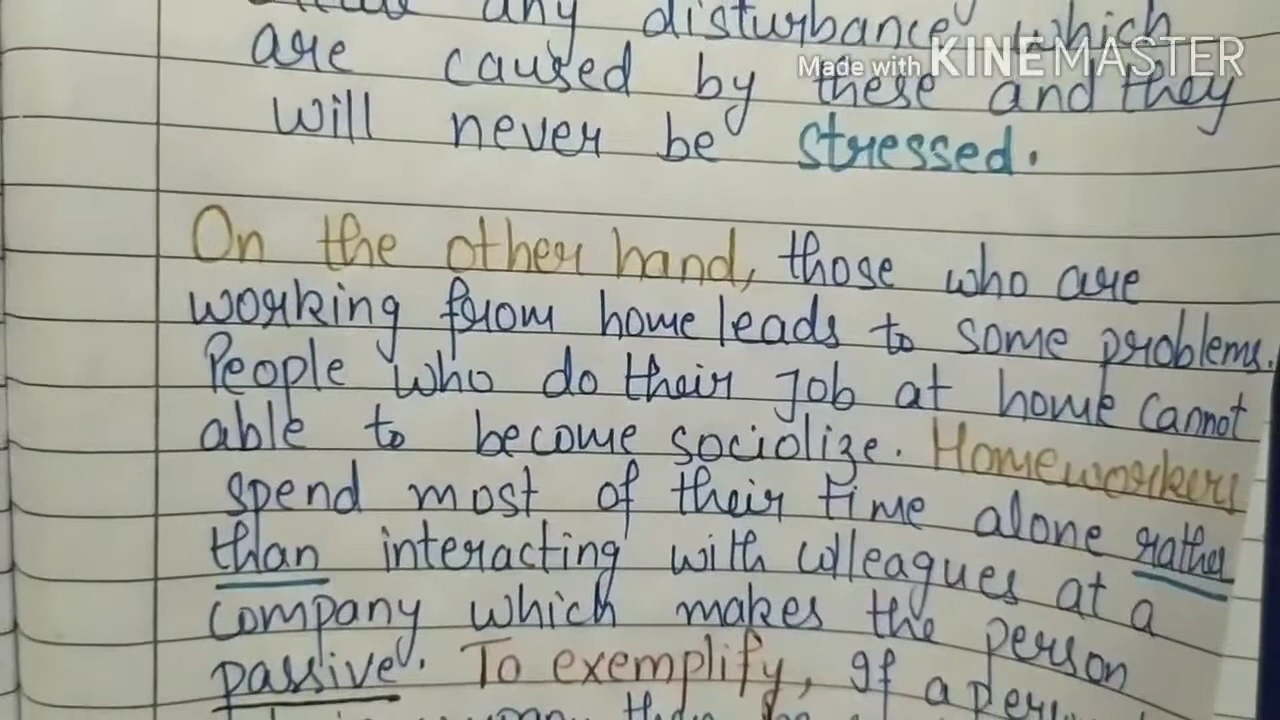 any disturbance which
are caused by these and they
will never be stressed.
On the other hand, those who are
working from home leads to some problems.
People who do their Job at home cannot
able to become sociolize. Homeworkers
spend most of their time alone rather
than interacting with colleagues at a
company which makes the person
passive. To exemplify, If a
Made with KINEMASTER